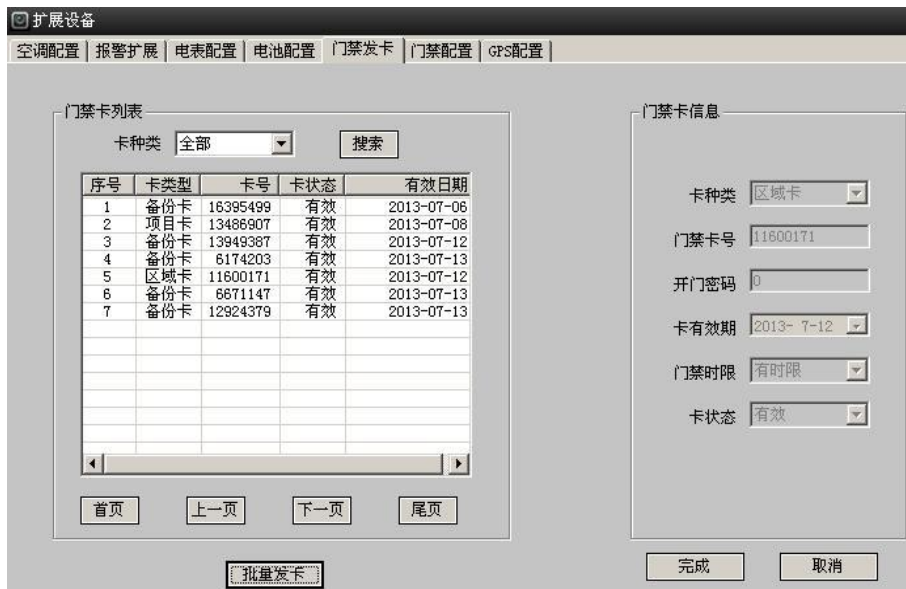 扩展设备
空调配置 报警扩展 电表配置 电池配置 门禁发卡 门禁配置 GPS配置
门禁卡列表
卡种类 全部 搜索
序号 卡类型 卡号 卡状态 有效日期
1 备份卡 16395499 有效 2013-07-06
2 项目卡 13486907 有效 2013-07-08
3 备份卡 13949387 有效 2013-07-12
4 备份卡 6174203 有效 2013-07-13
5 区域卡 11600171 有效 2013-07-12
6 备份卡 6671147 有效 2013-07-13
7 备份卡 12924379 有效 2013-07-13
首页 上一页 下一页 尾页
批量发卡
门禁卡信息
卡种类 区域卡
门禁卡号 11600171
开门密码 0
卡有效期 2013- 7-12
门禁时限 有时限
卡状态 有效
完成 取消